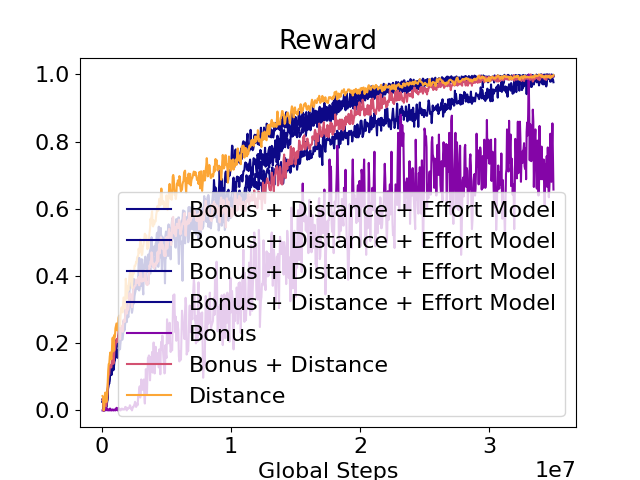 Reward
1.0
0.8
0.6
0.4
0.2
0.0
Bonus + Distance + Effort Model
Bonus + Distance + Effort Model
Bonus + Distance + Effort Model
Bonus + Distance + Effort Model
Bonus
Bonus + Distance
Distance
0 1 2 3
Global Steps 1e7